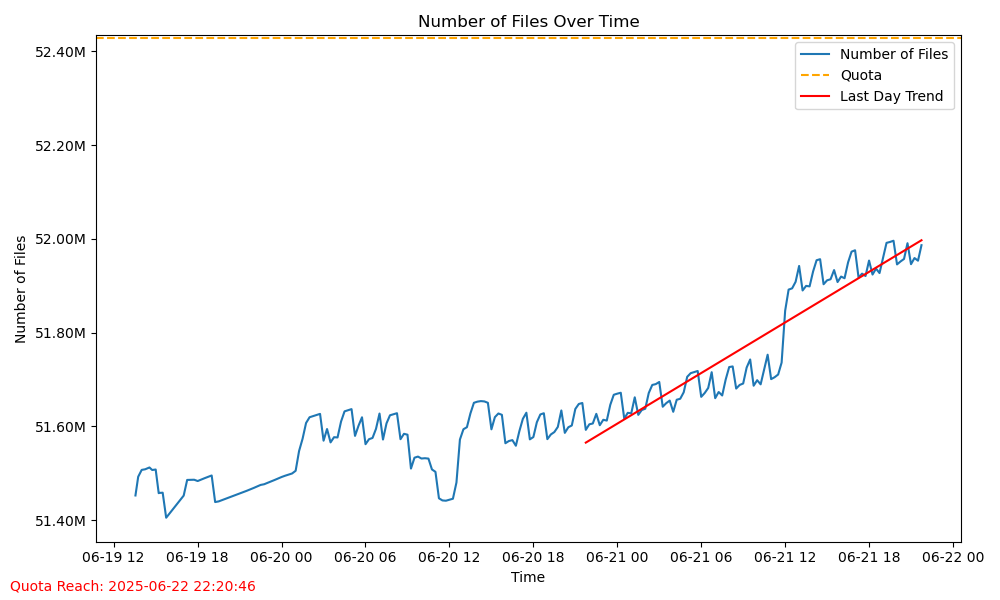 Number of Files Over Time
52.40M
52.20M
52.00M
51.80M
51.60M
51.40M
Number of Files
Number of Files
Quota
Last Day Trend
06-19 12
06-19 18
06-20 00
06-20 06
06-20 12
06-20 18
06-21 00
06-21 06
06-21 12
06-21 18
06-22 00
Time
Quota Reach: 2025-06-22 22:20:46